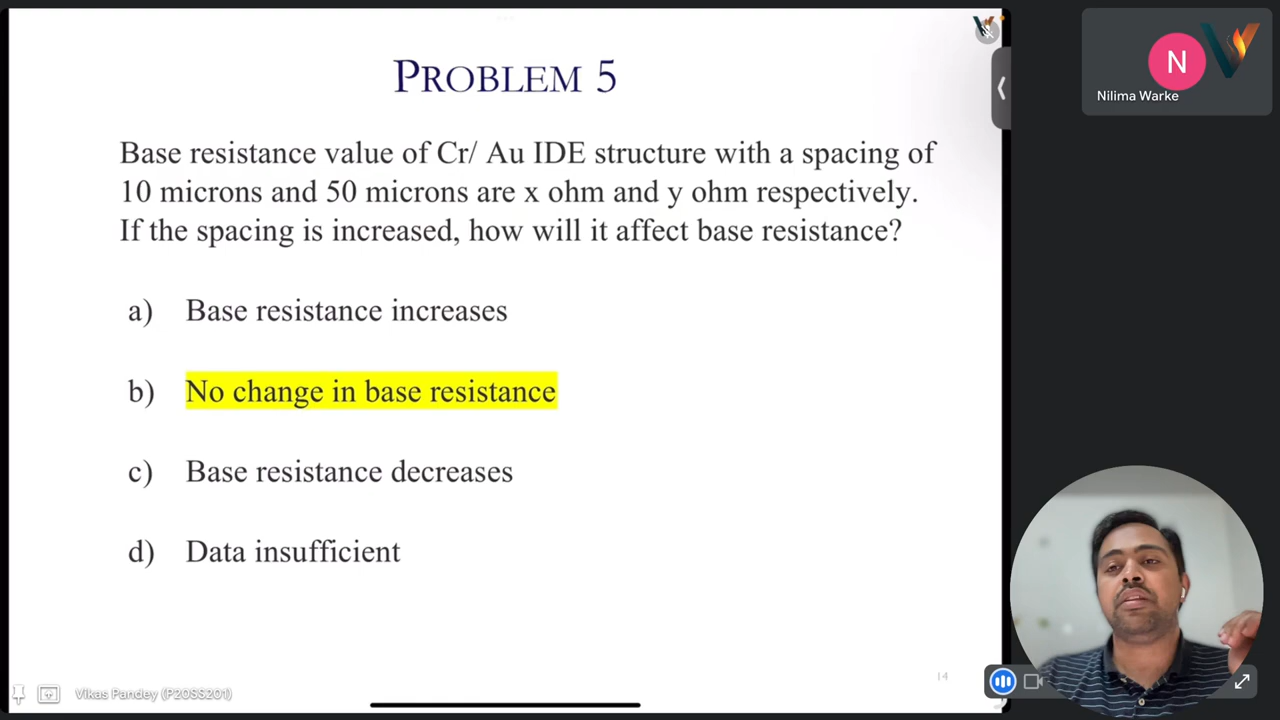 PROBLEM 5
Base resistance value of Cr/ Au IDE structure with a spacing of
10 microns and 50 microns are x ohm and y ohm respectively.
If the spacing is increased, how will it affect base resistance?
a) Base resistance increases
b) No change in base resistance
c) Base resistance decreases
d) Data insufficient
14
Vikas Pandey (P20SS201)
N
Nilima Warke